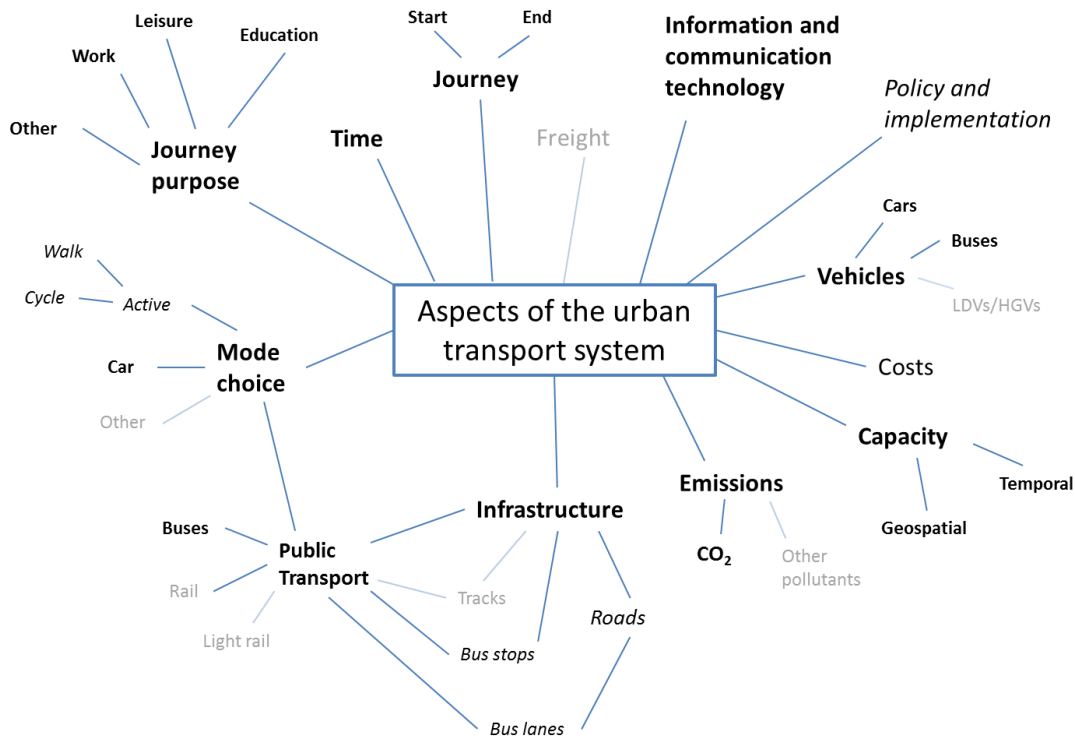 Start
End
Leisure
Education
Work
Information and
communication
technology
Journey
Policy and
implementation
Other
Time
Freight
Journey
purpose
Cars
Buses
Walk
Vehicles
Cycle
Active
LDVs/HGVs
Aspects of the urban
transport system
Mode
choice
Car
Costs
Other
Capacity
Temporal
Emissions
Infrastructure
Geospatial
Buses
Public
Transport
CO₂
Other
pollutants
Rail
Tracks
Roads
Light rail
Bus stops
Bus lanes